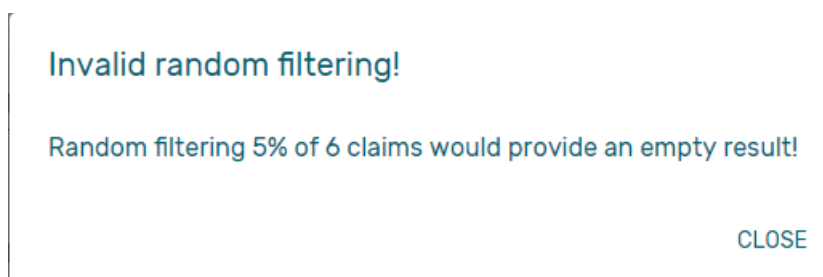 Invalid random filtering!
Random filtering 5% of 6 claims would provide an empty result!
CLOSE